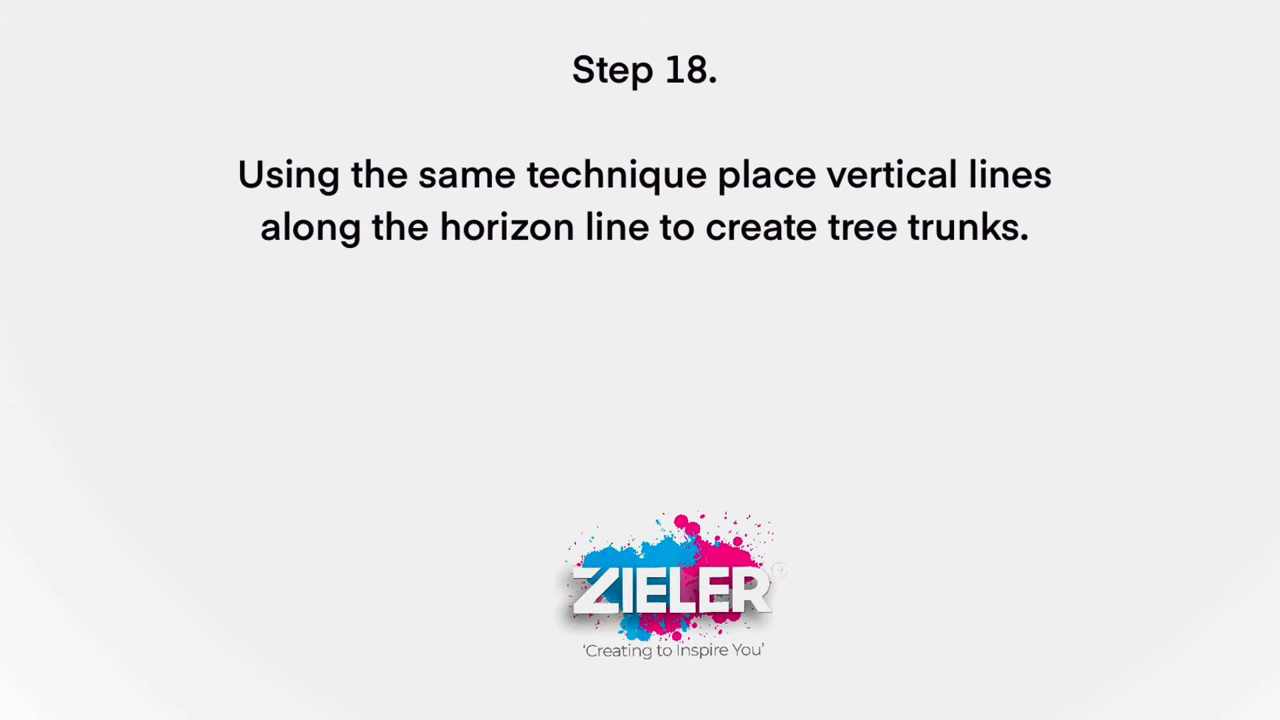 Step 18.
Using the same technique place vertical lines
along the horizon line to create tree trunks.
ZIELER®
‘Creating to Inspire You’